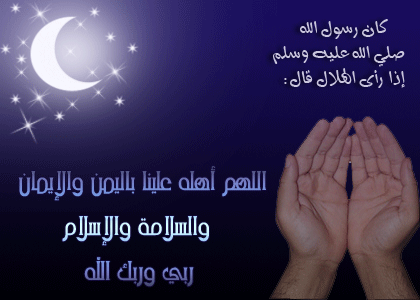 كان رسول الله
صلي الله عليه وسلم
إذا رأى الهلال قال :
اللهم أهله علينا باليمن والإيمان
والسلامة والإسلام
ربي وربك الله